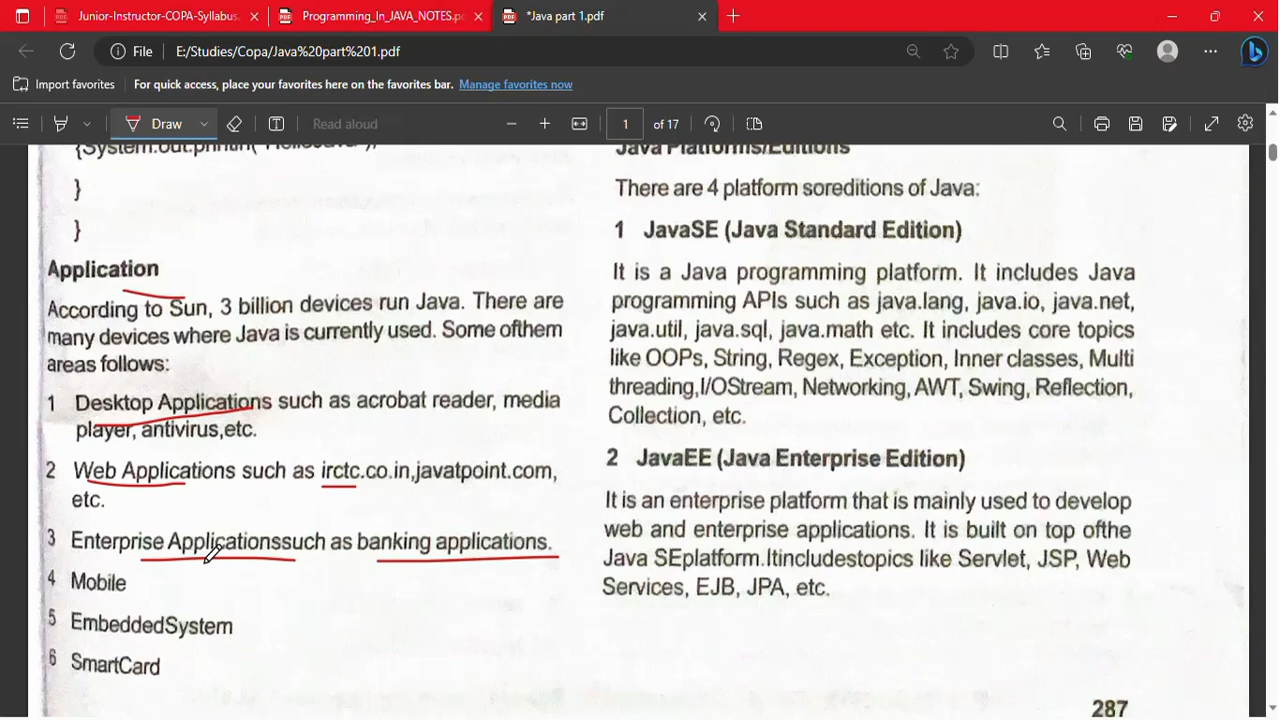 Junior-Instructor-COPA-Syllabus.
Programming_In_JAVA_NOTES.pc
*Java part 1.pdf
File
E:/Studies/Copa/Java%20part%201.pdf
Import favorites
For quick access, place your favorites here on the favorites bar. Manage favorites now
Draw
Read aloud
1 of 17
{System.out.println("HelloJava");
}
}
Application
According to Sun, 3 billion devices run Java. There are
many devices where Java is currently used. Some ofthem
areas follows:
1 Desktop Applications such as acrobat reader, media
player, antivirus,etc.
2 Web Applications such as irctc.co.in,javatpoint.com,
etc.
3 Enterprise Applicationssuch as banking applications.
4 Mobile
5 EmbeddedSystem
6 SmartCard
Java Platforms/Editions
There are 4 platform soreditions of Java:
1 JavaSE (Java Standard Edition)
It is a Java programming platform. It includes Java
programming APIs such as java.lang, java.io, java.net,
java.util, java.sql, java.math etc. It includes core topics
like OOPs, String, Regex, Exception, Inner classes, Multi
threading,I/OStream, Networking, AWT, Swing, Reflection,
Collection, etc.
2 JavaEE (Java Enterprise Edition)
It is an enterprise platform that is mainly used to develop
web and enterprise applications. It is built on top ofthe
Java SEplatform.Itincludestopics like Servlet, JSP, Web
Services, EJB, JPA, etc.
287